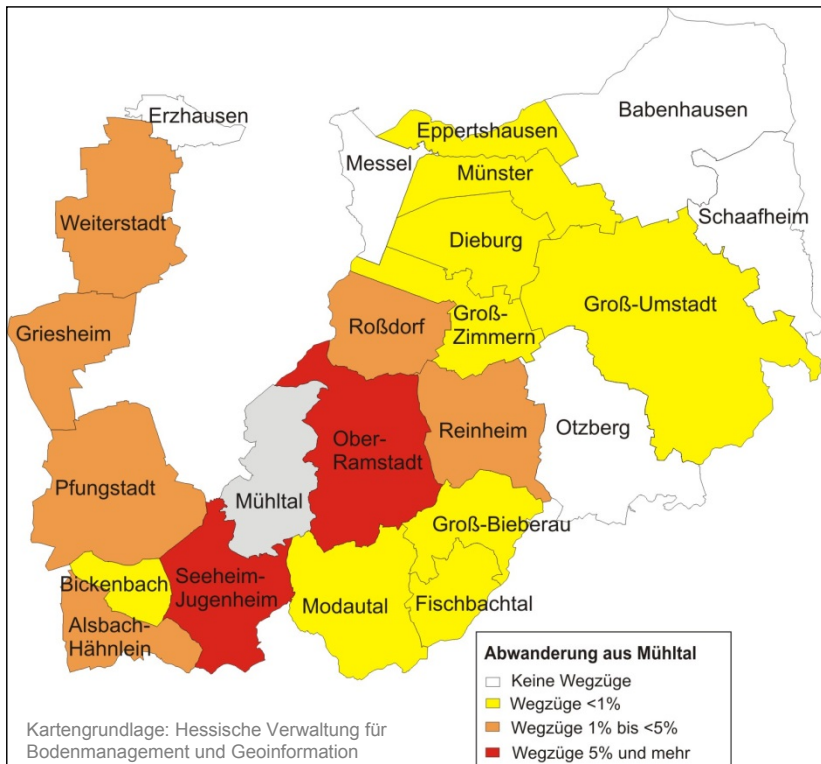 Erzhausen
Babenhausen
Eppertshausen
Messel
Münster
Schaafheim
Weiterstadt
Dieburg
Groß-Umstadt
Griesheim
Roßdorf
Groß-
Zimmern
Ober-
Ramstadt
Reinheim
Otzberg
Pfungstadt
Mühltal
Groß-Bieberau
Bickenbach
Seeheim-
Jugenheim
Modautal
Fischbachtal
Alsbach-
Hähnlein
Abwanderung aus Mühltal
Keine Wegzüge
Wegzüge <1%
Wegzüge 1% bis <5%
Wegzüge 5% und mehr
Kartengrundlage: Hessische Verwaltung für
Bodenmanagement und Geoinformation